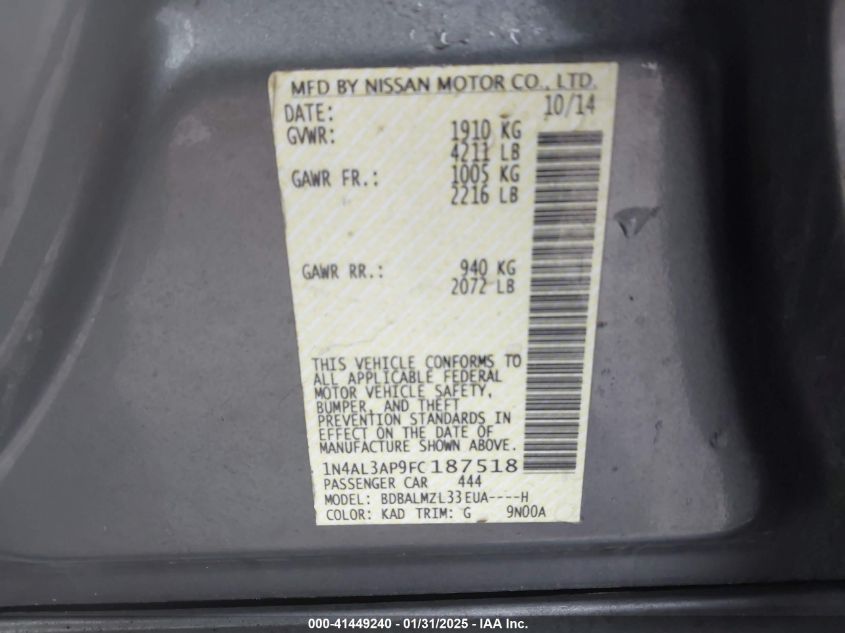 MFD BY NISSAN MOTOR CO., LTD.
DATE: 10/14
GVWR: 1910 KG
4211 LB
GAWR FR.: 1005 KG
2216 LB
GAWR RR.: 940 KG
2072 LB
THIS VEHICLE CONFORMS TO
ALL APPLICABLE FEDERAL
MOTOR VEHICLE SAFETY,
BUMPER, AND THEFT
PREVENTION STANDARDS IN
EFFECT ON THE DATE OF
MANUFACTURE SHOWN ABOVE.
1N4AL3AP9FC187518
PASSENGER CAR 444
MODEL: BDBALMZL33EUA----H
COLOR: KAD TRIM: G 9N00A
000-41449240 - 01/31/2025 - IAA Inc.